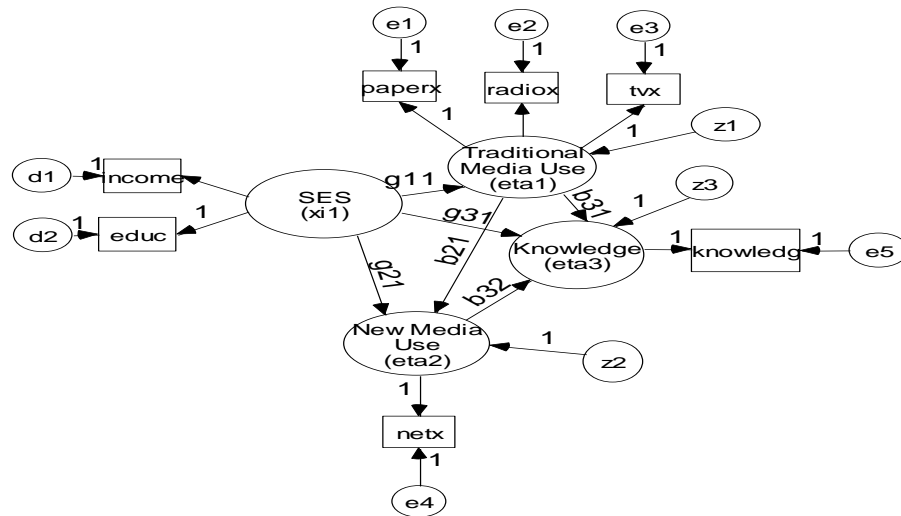 e1
e2
e3
1
1
1
paperx
radiox
tvx
1
1
z1
Traditional
Media Use
(eta1)
d1
1
income
g11
z3
SES
(xi1)
g31
b31
1
d2
1
educ
1
Knowledge
(eta3)
1
knowledg
1
e5
g21
b21
b32
New Media
Use
(eta2)
1
z2
1
netx
1
e4